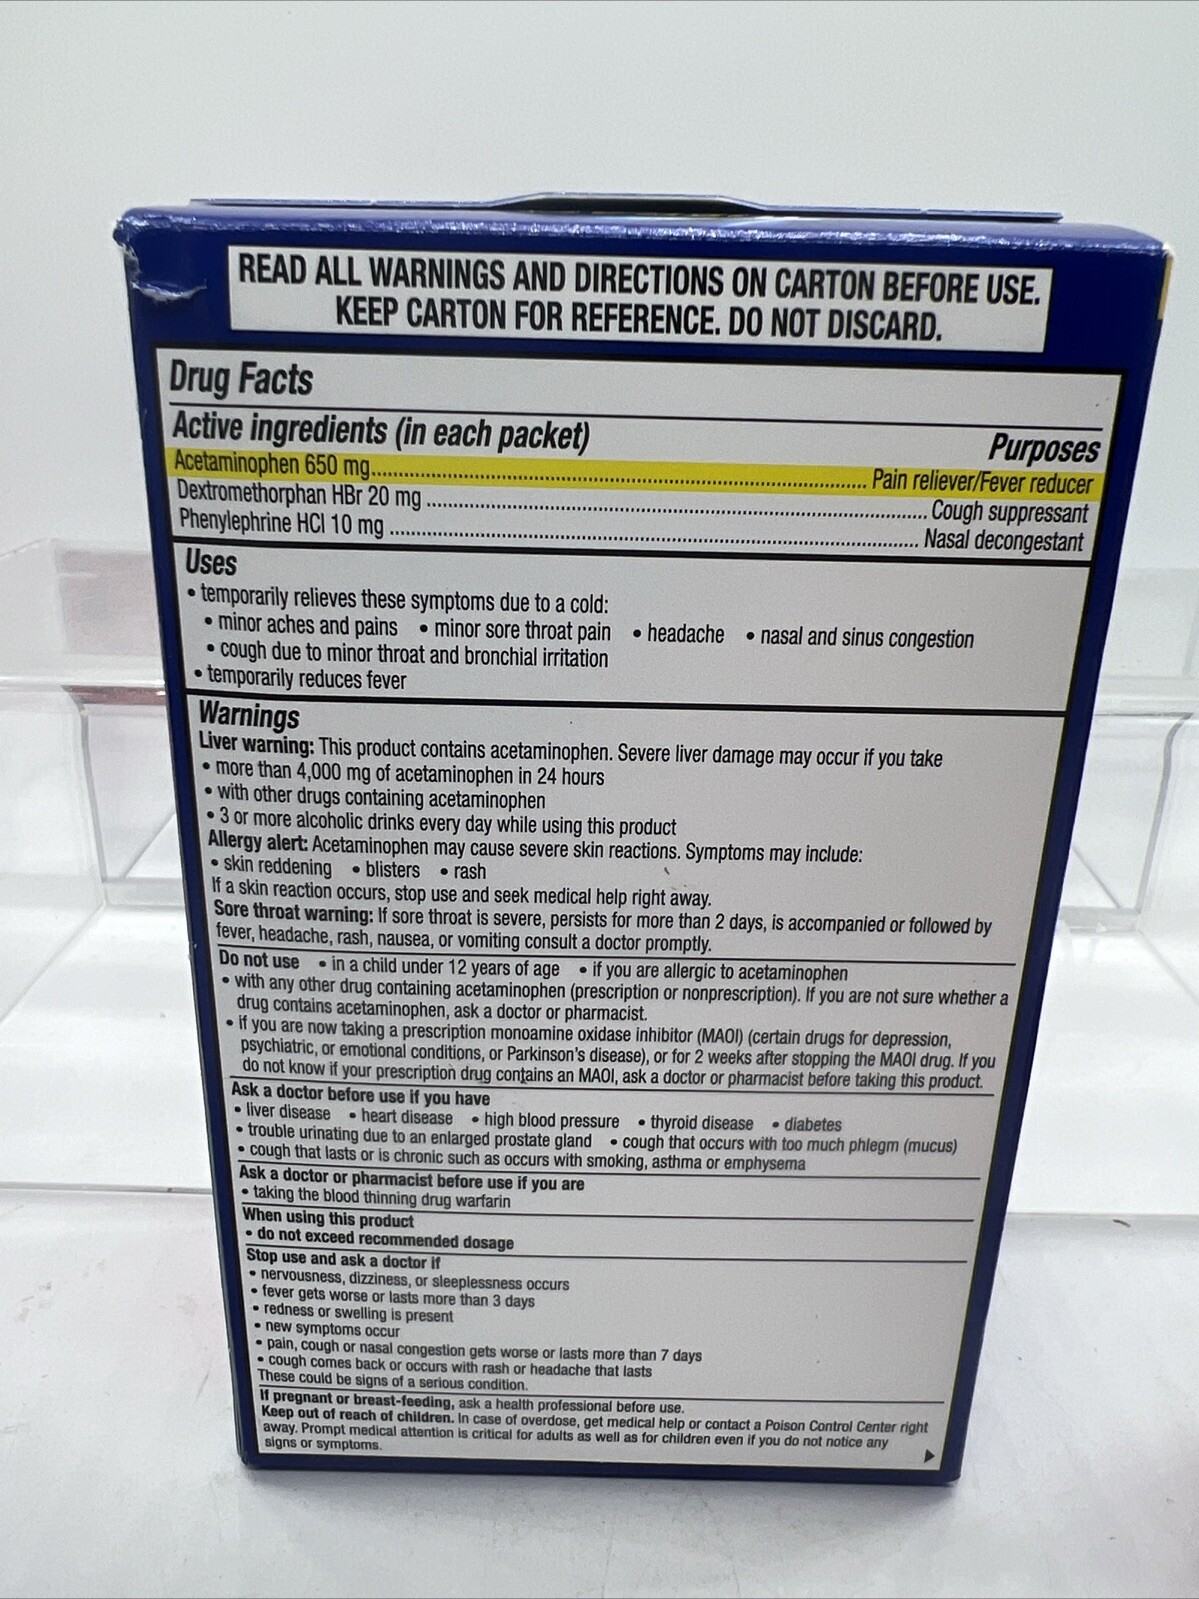 READ ALL WARNINGS AND DIRECTIONS ON CARTON BEFORE USE.
KEEP CARTON FOR REFERENCE. DO NOT DISCARD.
Drug Facts
Active ingredients (in each packet) Purposes
Acetaminophen 650 mg.......... Pain reliever/Fever reducer
Dextromethorphan HBr 20 mg .......... Cough suppressant
Phenylephrine HCl 10 mg .......... Nasal decongestant
Uses
• temporarily relieves these symptoms due to a cold:
• minor aches and pains • minor sore throat pain • headache • nasal and sinus congestion
• cough due to minor throat and bronchial irritation
• temporarily reduces fever
Warnings
Liver warning: This product contains acetaminophen. Severe liver damage may occur if you take
• more than 4,000 mg of acetaminophen in 24 hours
• with other drugs containing acetaminophen
• 3 or more alcoholic drinks every day while using this product
Allergy alert: Acetaminophen may cause severe skin reactions. Symptoms may include:
• skin reddening • blisters • rash
If a skin reaction occurs, stop use and seek medical help right away.
Sore throat warning: If sore throat is severe, persists for more than 2 days, is accompanied or followed by
fever, headache, rash, nausea, or vomiting consult a doctor promptly.
Do not use • in a child under 12 years of age • if you are allergic to acetaminophen
• with any other drug containing acetaminophen (prescription or nonprescription). If you are not sure whether a
drug contains acetaminophen, ask a doctor or pharmacist.
• if you are now taking a prescription monoamine oxidase inhibitor (MAOI) (certain drugs for depression,
psychiatric, or emotional conditions, or Parkinson's disease), or for 2 weeks after stopping the MAOI drug. If you
do not know if your prescription drug contains an MAOI, ask a doctor or pharmacist before taking this product.
Ask a doctor before use if you have
• liver disease • heart disease • high blood pressure • thyroid disease • diabetes
• trouble urinating due to an enlarged prostate gland • cough that occurs with too much phlegm (mucus)
• cough that lasts or is chronic such as occurs with smoking, asthma or emphysema
Ask a doctor or pharmacist before use if you are
• taking the blood thinning drug warfarin
When using this product
• do not exceed recommended dosage
Stop use and ask a doctor if
• nervousness, dizziness, or sleeplessness occurs
• fever gets worse or lasts more than 3 days
• redness or swelling is present
• new symptoms occur
• pain, cough or nasal congestion gets worse or lasts more than 7 days
• cough comes back or occurs with rash or headache that lasts
These could be signs of a serious condition.
If pregnant or breast-feeding, ask a health professional before use.
Keep out of reach of children. In case of overdose, get medical help or contact a Poison Control Center right
away. Prompt medical attention is critical for adults as well as for children even if you do not notice any
signs or symptoms.